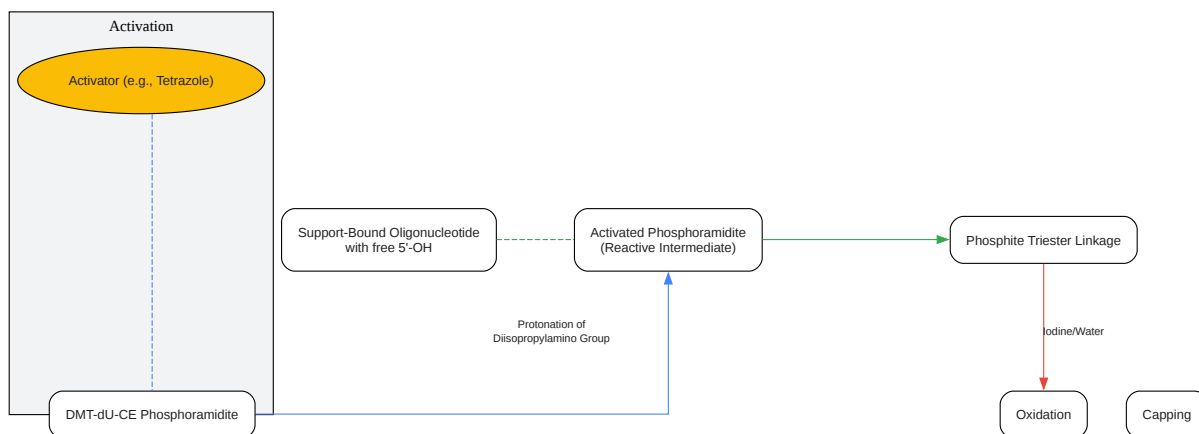 Activation
Activator (e.g., Tetrazole)
Support-Bound Oligonucleotide
with free 5'-OH
Activated Phosphoramidite
(Reactive Intermediate)
Phosphite Triester Linkage
Protonation of
Diisopropylamino Group
Iodine/Water
DMT-dU-CE Phosphoramidite
Oxidation
Capping